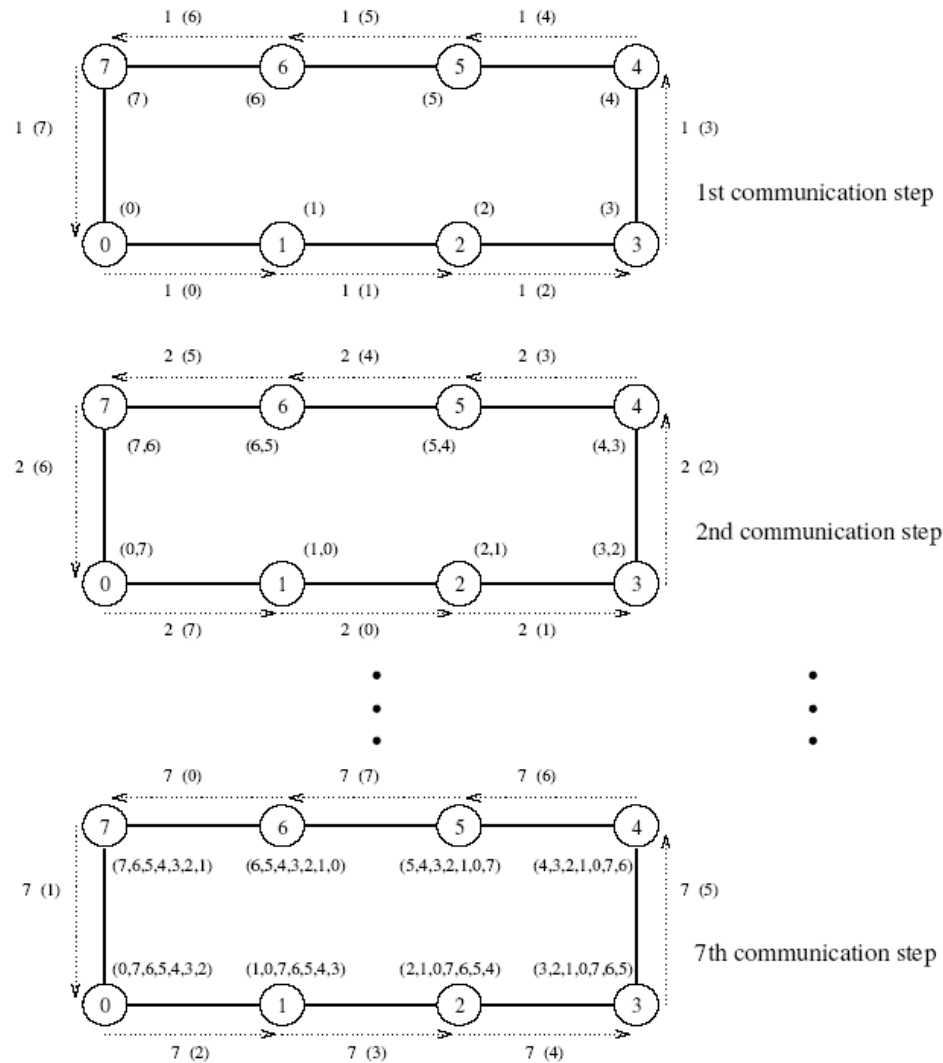 1 (6) 1 (5) 1 (4)
7 6 5 4
(7) (6) (5) (4)
1 (7) 1 (3)
1st communication step
(0) (1) (2) (3)
0 1 2 3
1 (0) 1 (1) 1 (2)
2 (5) 2 (4) 2 (3)
7 6 5 4
(7,6) (6,5) (5,4) (4,3)
2 (6) 2 (2)
2nd communication step
(0,7) (1,0) (2,1) (3,2)
0 1 2 3
2 (7) 2 (0) 2 (1)
7 (0) 7 (7) 7 (6)
7 6 5 4
(7,6,5,4,3,2,1) (6,5,4,3,2,1,0) (5,4,3,2,1,0,7) (4,3,2,1,0,7,6)
7 (1) 7 (5)
7th communication step
(0,7,6,5,4,3,2) (1,0,7,6,5,4,3) (2,1,0,7,6,5,4) (3,2,1,0,7,6,5)
0 1 2 3
7 (2) 7 (3) 7 (4)